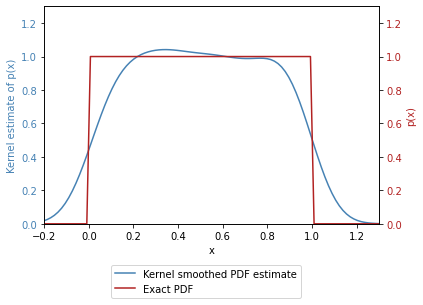 Kernel estimate of p(x)
1.2
1.0
0.8
0.6
0.4
0.2
0.0
1.2
1.0
0.8
0.6
0.4
0.2
0.0
p(x)
−0.2 0.0 0.2 0.4 0.6 0.8 1.0 1.2
x
Kernel smoothed PDF estimate
Exact PDF